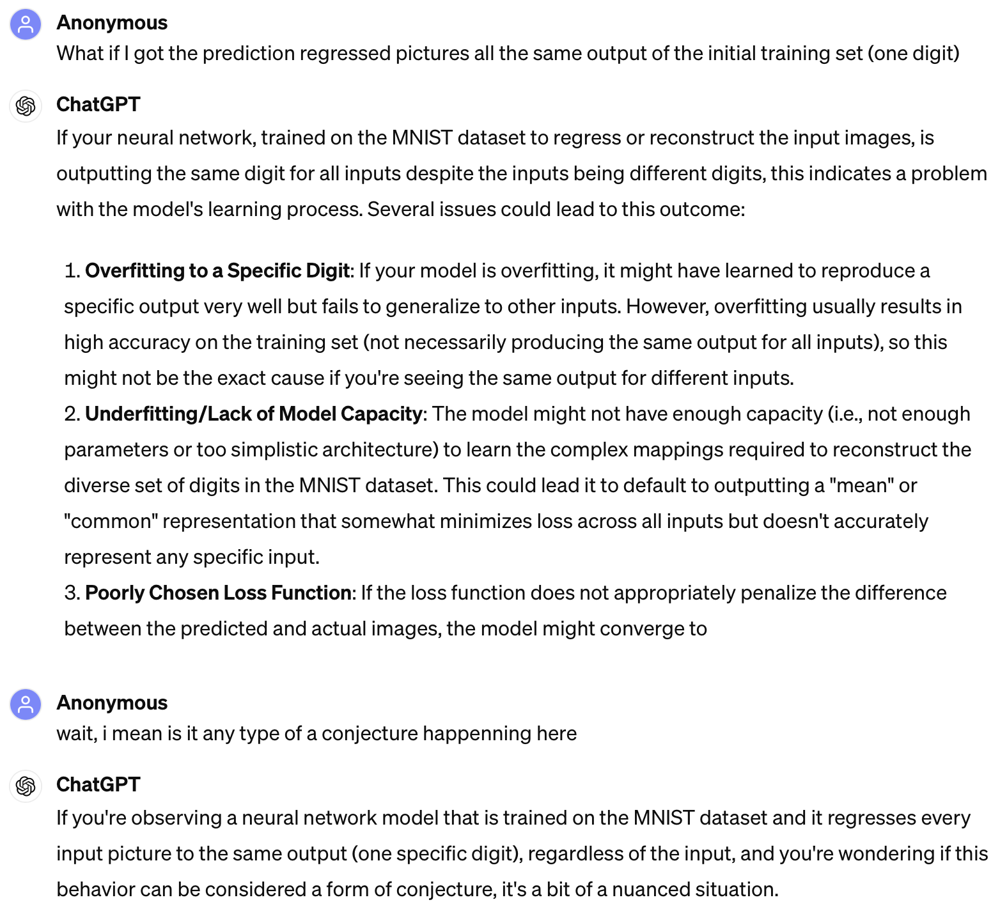 Anonymous
What if I got the prediction regressed pictures all the same output of the initial training set (one digit)
ChatGPT
If your neural network, trained on the MNIST dataset to regress or reconstruct the input images, is
outputting the same digit for all inputs despite the inputs being different digits, this indicates a problem
with the model's learning process. Several issues could lead to this outcome:
1. Overfitting to a Specific Digit: If your model is overfitting, it might have learned to reproduce a
specific output very well but fails to generalize to other inputs. However, overfitting usually results in
high accuracy on the training set (not necessarily producing the same output for all inputs), so this
might not be the exact cause if you're seeing the same output for different inputs.
2. Underfitting/Lack of Model Capacity: The model might not have enough capacity (i.e., not enough
parameters or too simplistic architecture) to learn the complex mappings required to reconstruct the
diverse set of digits in the MNIST dataset. This could lead it to default to outputting a "mean" or
"common" representation that somewhat minimizes loss across all inputs but doesn't accurately
represent any specific input.
3. Poorly Chosen Loss Function: If the loss function does not appropriately penalize the difference
between the predicted and actual images, the model might converge to
Anonymous
wait, i mean is it any type of a conjecture happenning here
ChatGPT
If you're observing a neural network model that is trained on the MNIST dataset and it regresses every
input picture to the same output (one specific digit), regardless of the input, and you're wondering if this
behavior can be considered a form of conjecture, it's a bit of a nuanced situation.